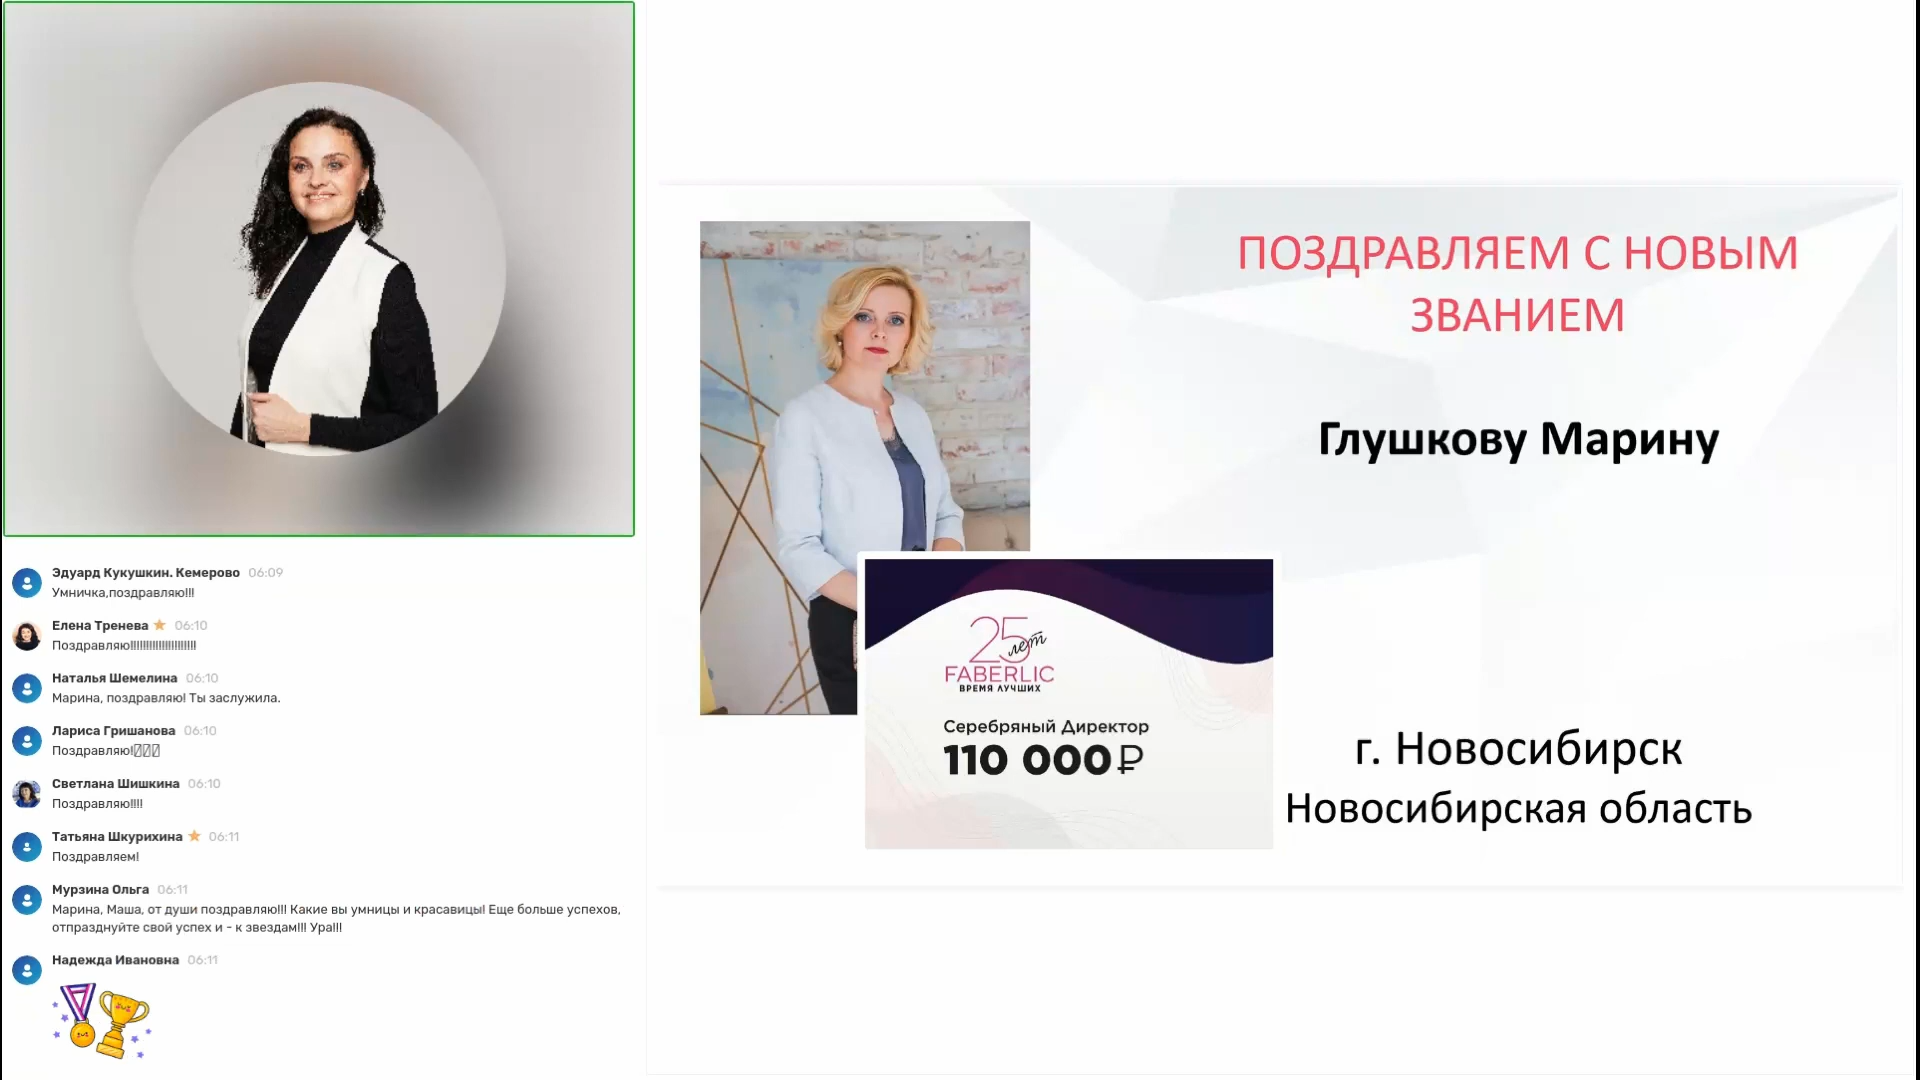 Эдуард Кукушкин. Кемерово 06:09
Умничка,поздравляю!!!
Елена Тренева 06:10
Поздравляю!!!!!!!!!!!!!!!!!!!!!!
Наталья Шемелина 06:10
Марина, поздравляю! Ты заслужила.
Лариса Гришанова 06:10
Поздравляю!
Светлана Шишкина 06:10
Поздравляю!!!!
Татьяна Шкурихина 06:11
Поздравляем!
Мурзина Ольга 06:11
Марина, Маша, от души поздравляю!!! Какие вы умницы и красавицы! Еще больше успехов,
отпразднуйте свой успех и - к звездам!!! Ура!!!
Надежда Ивановна 06:11
ПОЗДРАВЛЯЕМ С НОВЫМ
ЗВАНИЕМ
Глушкову Марину
25 лет
FABERLIC
ВРЕМЯ ЛУЧШИХ
Серебряный Директор
110 000 ₽
г. Новосибирск
Новосибирская область